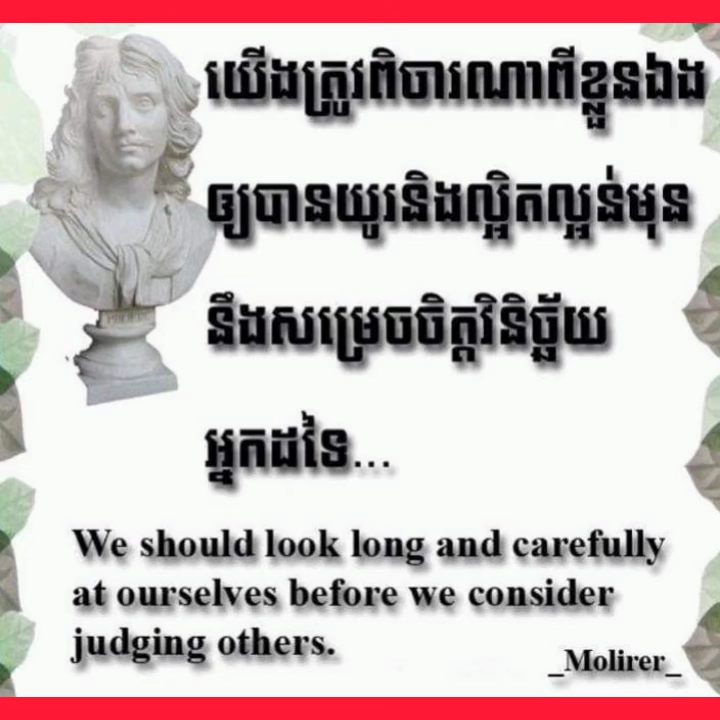 យើងត្រូវពិចារណាពីខ្លួនឯង
ឲ្យបានយូរនិងល្អិតល្អន់មុន
នឹងសម្រេចចិត្តវិនិច្ឆ័យ
អ្នកដទៃ...
We should look long and carefully
at ourselves before we consider
judging others.
_Molirer_